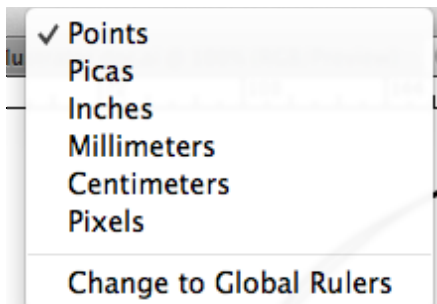 Points
Picas
Inches
Millimeters
Centimeters
Pixels
Change to Global Rulers